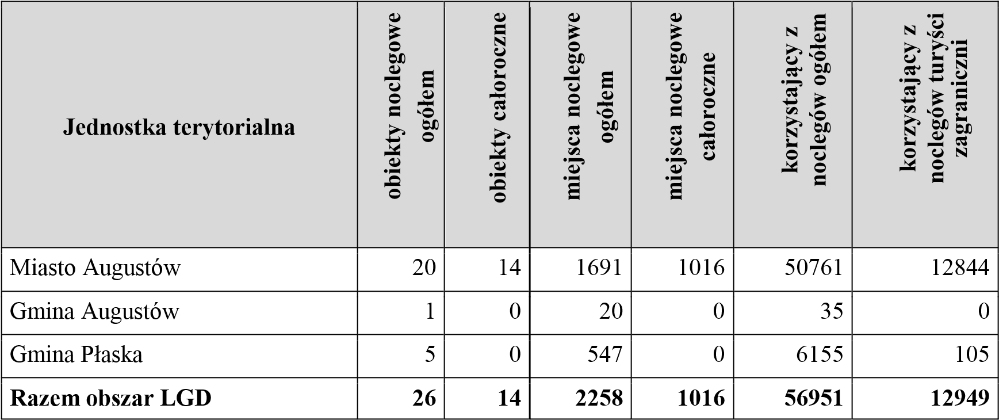 Jednostka terytorialna
obiekty noclegowe
ogółem
obiekty całoroczne
miejsca noclegowe
ogółem
miejsca noclegowe
całoroczne
korzystający z
noclegów ogółem
korzystający z
noclegów turyści
zagraniczni
Miasto Augustów 20 14 1691 1016 50761 12844
Gmina Augustów 1 0 20 0 35 0
Gmina Płaska 5 0 547 0 6155 105
Razem obszar LGD 26 14 2258 1016 56951 12949